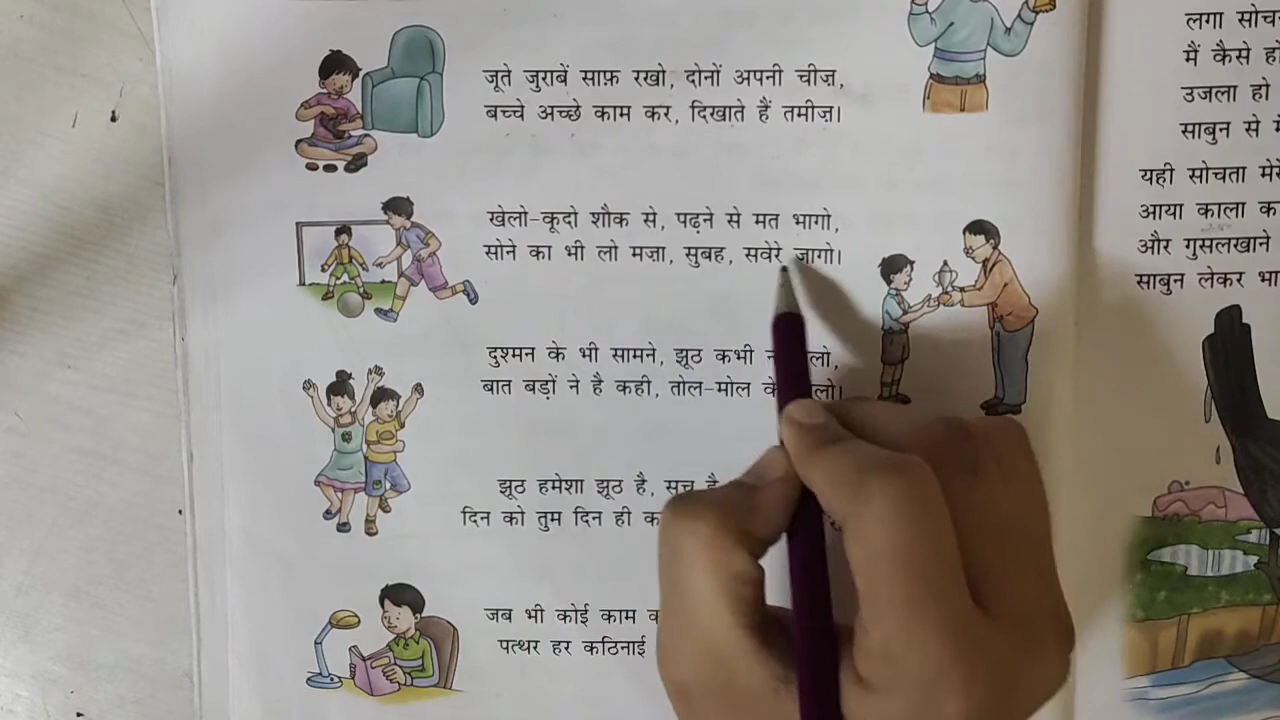 जूते जुराबें साफ़ रखो, दोनों अपनी चीज़,
बच्चे अच्छे काम कर, दिखाते हैं तमीज़।
खेलो-कूदो शौक से, पढ़ने से मत भागो,
सोने का भी लो मज़ा, सुबह, सवेरे जागो।
दुश्मन के भी सामने, झूठ कभी
बात बड़ों ने है कही, तोल-मोल के
झूठ हमेशा झूठ है, सच है
दिन को तुम दिन ही
जब भी कोई काम
पत्थर हर कठिनाई
लगा
मैं कैसे
उजला हो
साबुन से
यही सोचता
आया काला
और गुसलखाने
साबुन लेकर